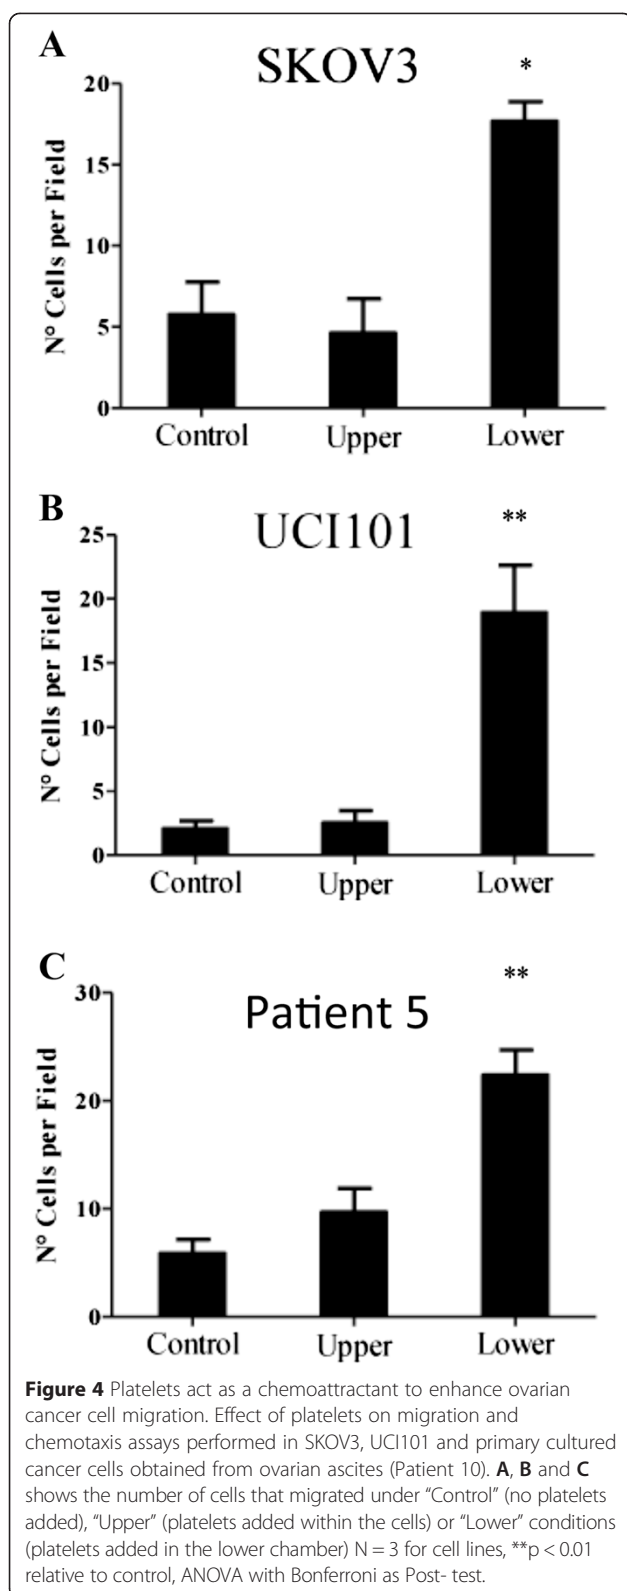 A
SKOV3
*
20
15
10
5
0
N° Cells per Field
Control Upper Lower
B
UCI101
**
25
20
15
10
5
0
N° Cells per Field
Control Upper Lower
C
Patient 5
**
30
20
10
0
N° Cells per Field
Control Upper Lower
Figure 4 Platelets act as a chemoattractant to enhance ovarian
cancer cell migration. Effect of platelets on migration and
chemotaxis assays performed in SKOV3, UCI101 and primary cultured
cancer cells obtained from ovarian ascites (Patient 10). A, B and C
shows the number of cells that migrated under “Control” (no platelets
added), “Upper” (platelets added within the cells) or “Lower” conditions
(platelets added in the lower chamber) N = 3 for cell lines, **p < 0.01
relative to control, ANOVA with Bonferroni as Post- test.